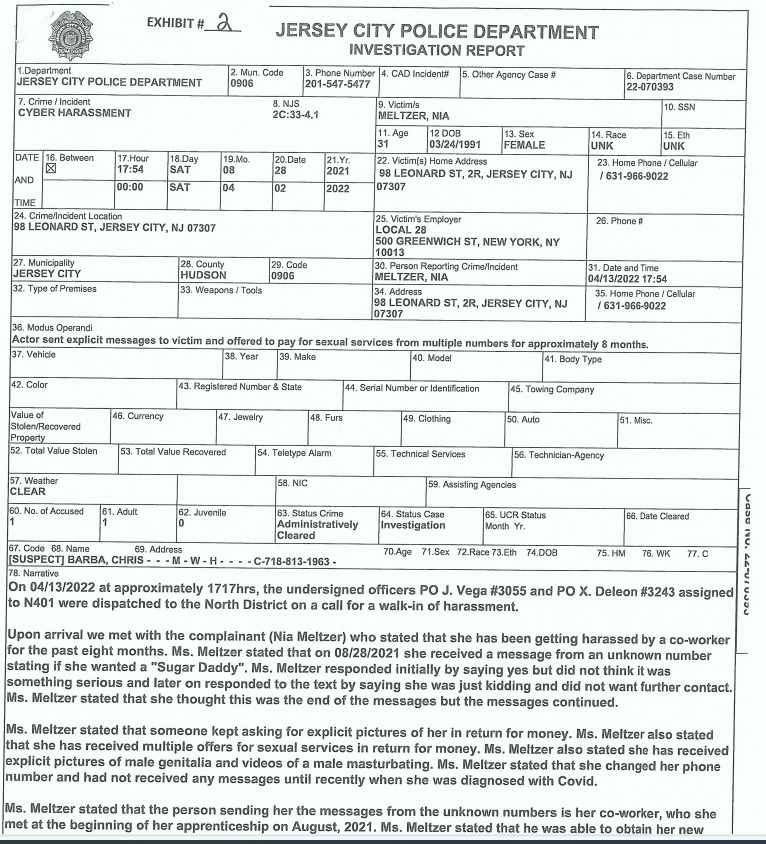 EXHIBIT # 2
JERSEY CITY POLICE DEPARTMENT
INVESTIGATION REPORT
1.Department
JERSEY CITY POLICE DEPARTMENT
2. Mun. Code
0906
3. Phone Number
201-547-5477
4. CAD Incident#
5. Other Agency Case #
6. Department Case Number
22-070393
7. Crime / Incident
CYBER HARASSMENT
8. NJS
2C:33-4.1
9. Victim/s
MELTZER, NIA
10. SSN
11. Age
31
12 DOB
03/24/1991
13. Sex
FEMALE
14. Race
UNK
15. Eth
UNK
DATE
AND
TIME
16. Between
17.Hour
17:54
18.Day
SAT
19.Mo.
08
20.Date
28
21.Yr.
2021
00:00
SAT
04
02
2022
22. Victim(s) Home Address
98 LEONARD ST, 2R, JERSEY CITY, NJ
07307
23. Home Phone / Cellular
/ 631-966-9022
24. Crime/Incident Location
98 LEONARD ST, JERSEY CITY, NJ 07307
25. Victim's Employer
LOCAL 28
500 GREENWICH ST, NEW YORK, NY
10013
26. Phone #
27. Municipality
JERSEY CITY
28. County
HUDSON
29. Code
0906
30. Person Reporting Crime/Incident
MELTZER, NIA
31. Date and Time
04/13/2022 17:54
32. Type of Premises
33. Weapons / Tools
34. Address
98 LEONARD ST, 2R, JERSEY CITY, NJ
07307
35. Home Phone / Cellular
/ 631-966-9022
36. Modus Operandi
Actor sent explicit messages to victim and offered to pay for sexual services from multiple numbers for approximately 8 months.
37. Vehicle
38. Year
39. Make
40. Model
41. Body Type
42. Color
43. Registered Number & State
44. Serial Number or Identification
45. Towing Company
Value of
Stolen/Recovered
Property
46. Currency
47. Jewelry
48. Furs
49. Clothing
50. Auto
51. Misc.
52. Total Value Stolen
53. Total Value Recovered
54. Teletype Alarm
55. Technical Services
56. Technician-Agency
57. Weather
CLEAR
58. NIC
59. Assisting Agencies
60. No. of Accused
1
61. Adult
1
62. Juvenile
0
63. Status Crime
Administratively
Cleared
64. Status Case
Investigation
65. UCR Status
Month Yr.
66. Date Cleared
67. Code 68. Name 69. Address 70.Age 71.Sex 72.Race 73.Eth 74.DOB 75. HM 76. WK 77. C
[SUSPECT] BARBA, CHRIS - - - M - W - H - - - - C-718-813-1963 -
78. Narrative
On 04/13/2022 at approximately 1717hrs, the undersigned officers PO J. Vega #3055 and PO X. Deleon #3243 assigned
to N401 were dispatched to the North District on a call for a walk-in of harassment.
Upon arrival we met with the complainant (Nia Meltzer) who stated that she has been getting harassed by a co-worker
for the past eight months. Ms. Meltzer stated that on 08/28/2021 she received a message from an unknown number
stating if she wanted a "Sugar Daddy". Ms. Meltzer responded initially by saying yes but did not think it was
something serious and later on responded to the text by saying she was just kidding and did not want further contact.
Ms. Meltzer stated that she thought this was the end of the messages but the messages continued.
Ms. Meltzer stated that someone kept asking for explicit pictures of her in return for money. Ms. Meltzer also stated
that she has received multiple offers for sexual services in return for money. Ms. Meltzer also stated she has received
explicit pictures of male genitalia and videos of a male masturbating. Ms. Meltzer stated that she changed her phone
number and had not received any messages until recently when she was diagnosed with Covid.
Ms. Meltzer stated that the person sending her the messages from the unknown numbers is her co-worker, who she
met at the beginning of her apprenticeship on August, 2021. Ms. Meltzer stated that he was able to obtain her new